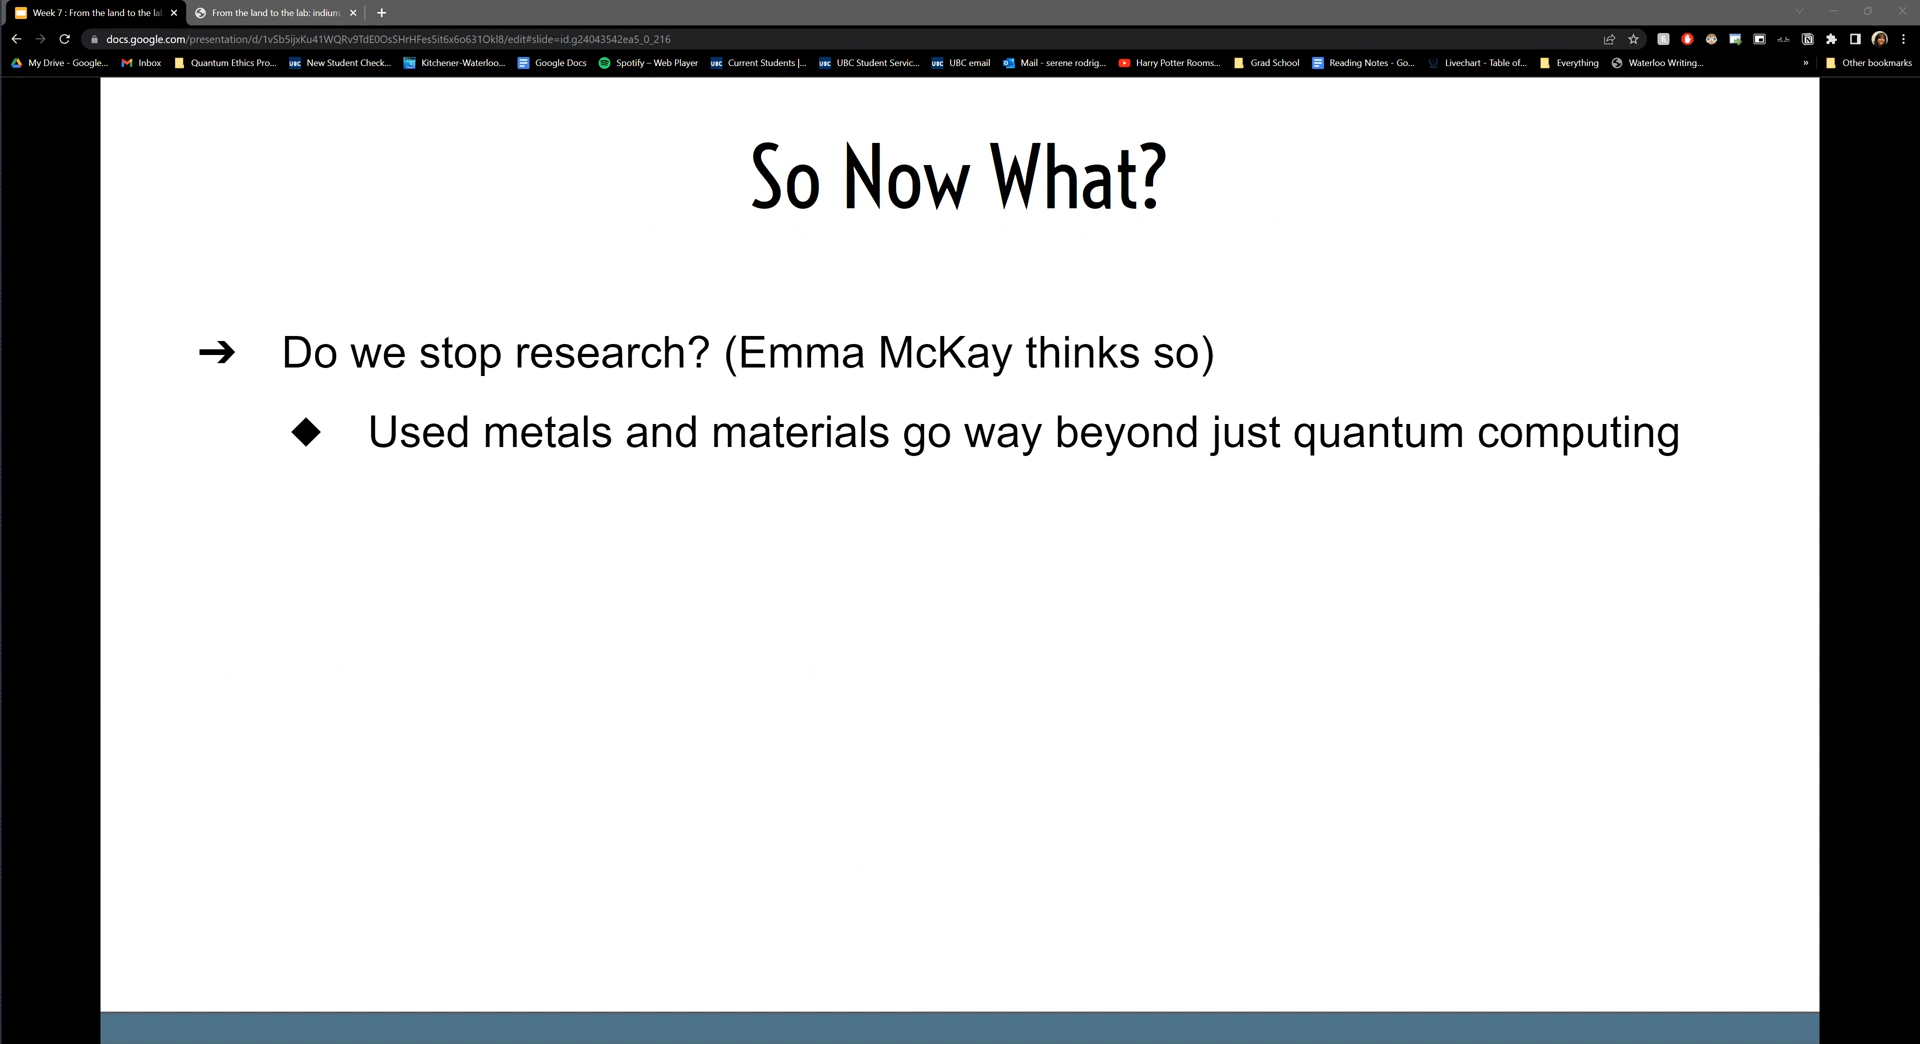 Week 7 : From the land to the la
From the land to the lab: indium
docs.google.com/presentation/d/1vSb5ijxKu41WQRv9TdE0OsSHrHFes5it6x6o631Okl8/edit#slide=id.g24043542ea5_0_216
My Drive - Google... Inbox Quantum Ethics Pro... UBC New Student Check... Kitchener-Waterloo... Google Docs Spotify – Web Player UBC Current Students |... UBC UBC Student Servic... UBC UBC email Mail - serene rodrig... Harry Potter Rooms... Grad School Reading Notes - Go... Livechart - Table of... Everything Waterloo Writing... » Other bookmarks
So Now What?
➔ Do we stop research? (Emma McKay thinks so)
◆ Used metals and materials go way beyond just quantum computing